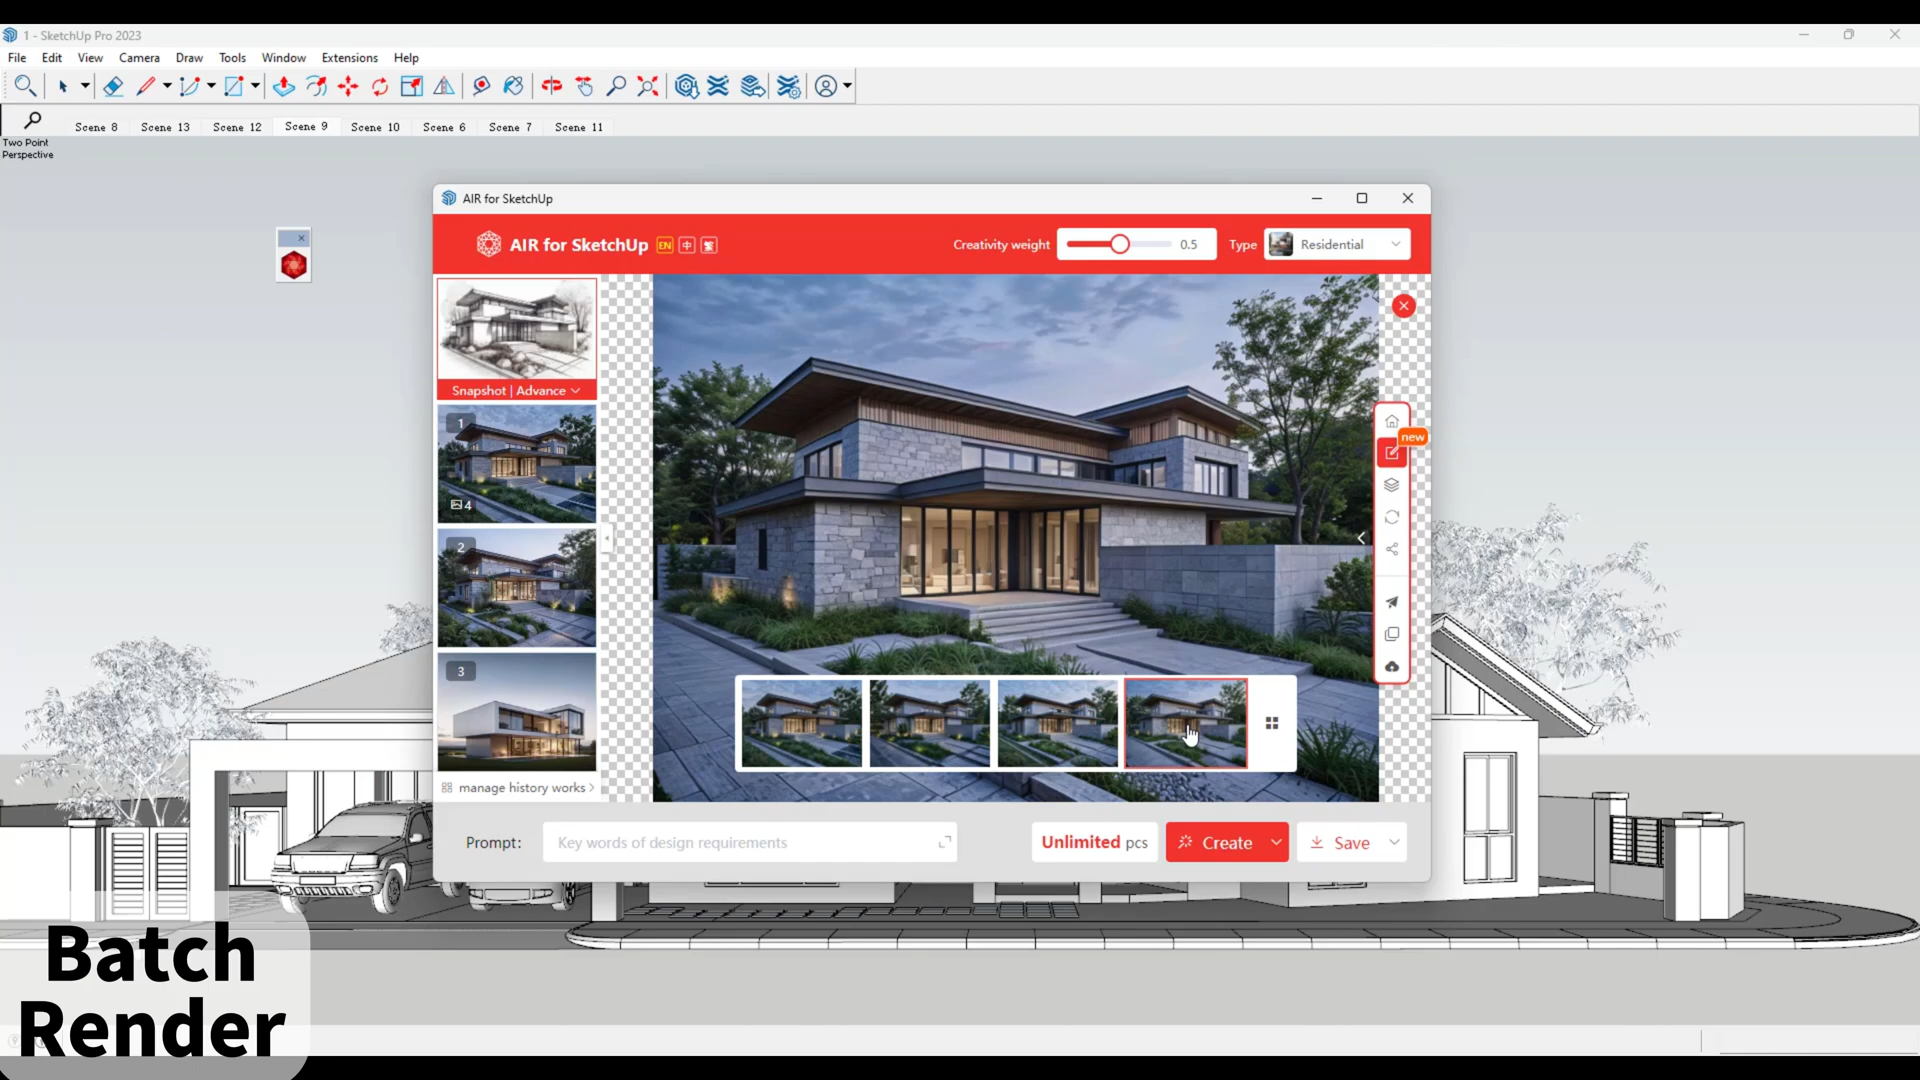 1 - SketchUp Pro 2023
File Edit View Camera Draw Tools Window Extensions Help
Scene 8 Scene 13 Scene 12 Scene 9 Scene 10 Scene 6 Scene 7 Scene 11
Two Point
Perspective
AIR for SketchUp
AIR for SketchUp EN 中 繁
Creativity weight 0.5 Type Residential
Snapshot | Advance
1
4
2
3
new
manage history works
Prompt: Key words of design requirements Unlimited pcs Create Save
Batch
Render